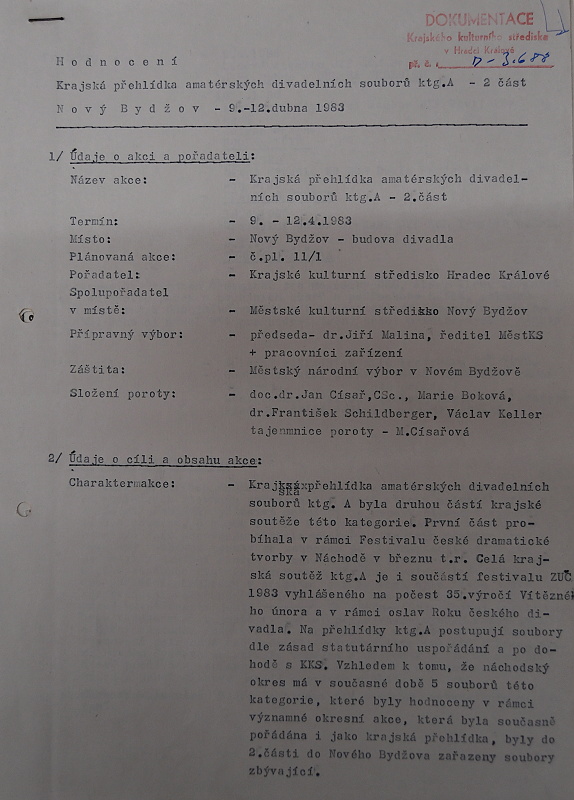 DOKUMENTACE
Krajského kulturního střediska
v Hradci Králové
př. č. D-3.688
Hodnocení
Krajská přehlídka amatérských divadelních souborů ktg.A - 2 část
Nový Bydžov - 9.-12.dubna 1983
1/ Údaje o akci a pořadateli:
Název akce: - Krajská přehlídka amatérských divadel-
ních souborů ktg.A - 2.část
Termín: - 9. - 12.4.1983
Místo: - Nový Bydžov - budova divadla
Plánovaná akce: - č.pl. 11/1
Pořadatel: - Krajské kulturní středisko Hradec Králové
Spolupořadatel
v místě: - Městské kulturní středikko Nový Bydžov
Přípravný výbor: - předseda- dr.Jiří Malina, ředitel MěstKS
+ pracovníci zařízení
Záštita: - Městský národní výbor v Novém Bydžově
Složení poroty: - doc.dr.Jan Císař,CSc., Marie Boková,
dr.František Schildberger, Václav Keller
tajemmnice poroty - M.Císařová
2/ Údaje o cíli a obsahu akce:
Charaktermakce: - Krajská přehlídka amatérských divadelních
souborů ktg. A byla druhou částí krajské
soutěže této kategorie. První část pro-
bíhala v rámci Festivalu české dramatické
tvorby v Náchodě v březnu t.r. Celá kraj-
ská soutěž ktg.A je i součástí festivalu ZUČ
1983 vyhlášeného na počest 35.výročí Vítězné
ho února a v rámci oslav Roku českého di-
vadla. Na přehlídky ktg.A postupují soubory
dle zásad statutárního uspořádání a po do-
hodě s KKS. Vzhledem k tomu, že náchodský
okres má v současné době 5 souborů této
kategorie, které byly hodnoceny v rámci
významné okresní akce, která byla současně
pořádána i jako krajská přehlídka, byly do
2.části do Nového Bydžova zařazeny soubory
zbývající.